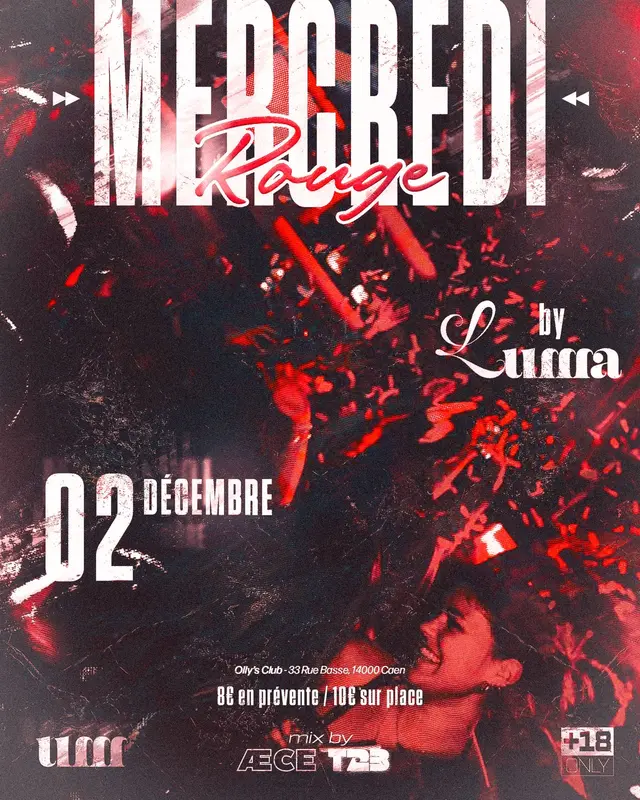 MERCREDI
Rouge
by
Luma
02 DÉCEMBRE
Olly's Club - 33 Rue Basse, 14000 Caen
8€ en prévente / 10€ sur place
mix by
ÆCE T2B
+18
ONLY